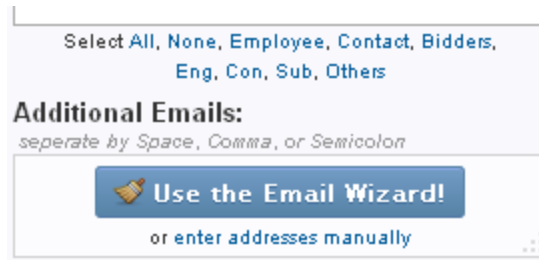 Select All, None, Employee, Contact, Bidders,
Eng, Con, Sub, Others
Additional Emails:
seperate by Space, Comma, or Semicolon
Use the Email Wizard!
or enter addresses manually